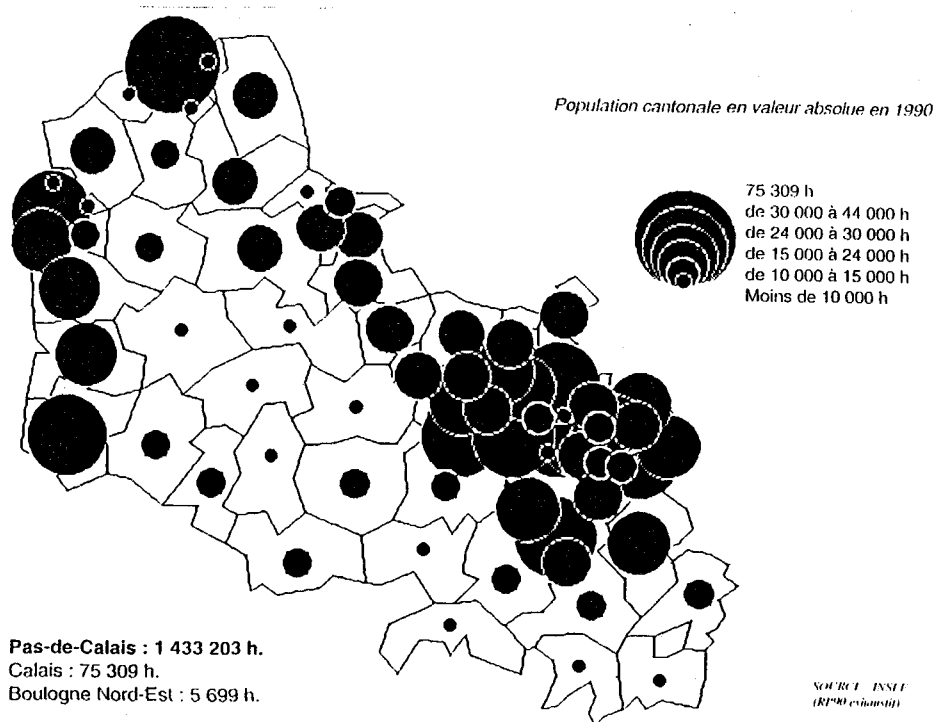 Population cantonale en valeur absolue en 1990
75 309 h
de 30 000 à 44 000 h
de 24 000 à 30 000 h
de 15 000 à 24 000 h
de 10 000 à 15 000 h
Moins de 10 000 h
Pas-de-Calais : 1 433 203 h.
Calais : 75 309 h.
Boulogne Nord-Est : 5 699 h.
SOURCE INSEE
(RP90 exhaustif)